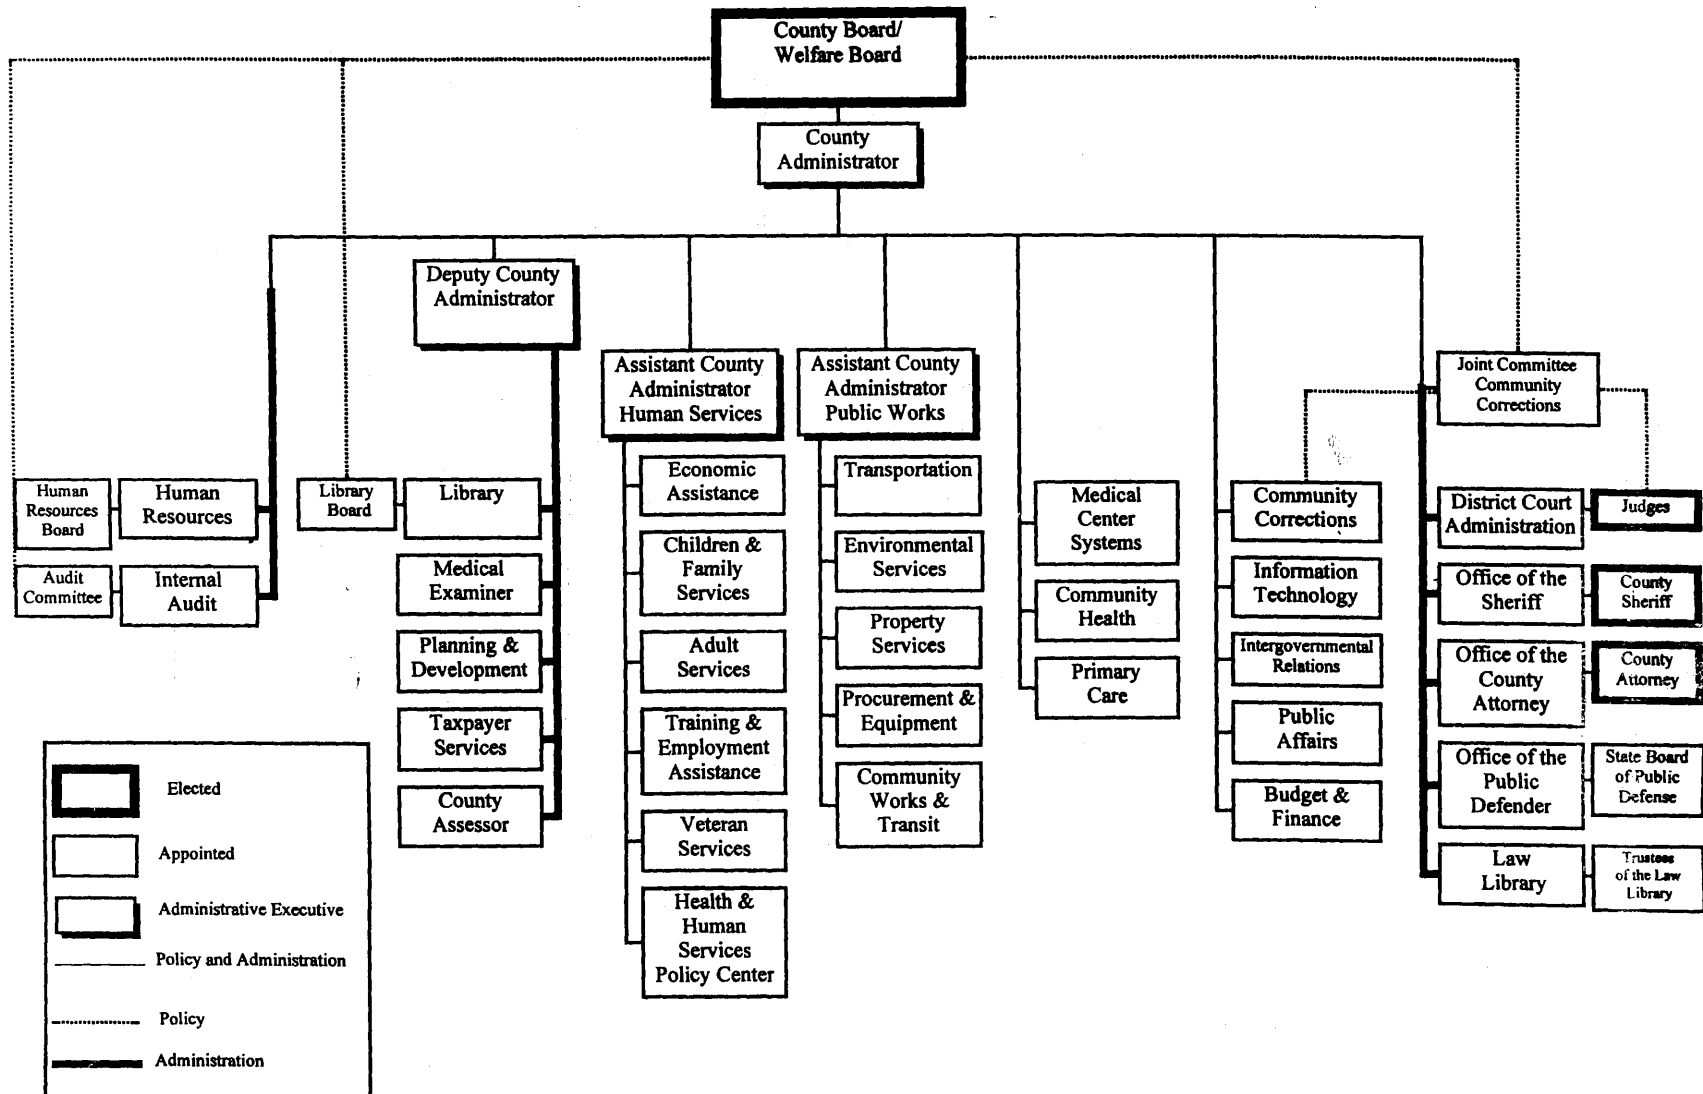 County Board/
Welfare Board
County
Administrator
Deputy County
Administrator
Assistant County
Administrator
Human Services
Assistant County
Administrator
Public Works
Joint Committee
Community
Corrections
Human
Resources
Board
Human
Resources
Audit
Committee
Internal
Audit
Library
Board
Library
Medical
Examiner
Planning &
Development
Taxpayer
Services
County
Assessor
Economic
Assistance
Children &
Family
Services
Adult
Services
Training &
Employment
Assistance
Veteran
Services
Health &
Human
Services
Policy Center
Transportation
Environmental
Services
Property
Services
Procurement &
Equipment
Community
Works &
Transit
Medical
Center
Systems
Community
Health
Primary
Care
Community
Corrections
Information
Technology
Intergovernmental
Relations
Public
Affairs
Budget &
Finance
District Court
Administration
Judges
Office of the
Sheriff
County
Sheriff
Office of the
County
Attorney
County
Attorney
Office of the
Public
Defender
State Board
of Public
Defense
Law
Library
Trustees
of the Law
Library
Elected
Appointed
Administrative Executive
Policy and Administration
Policy
Administration